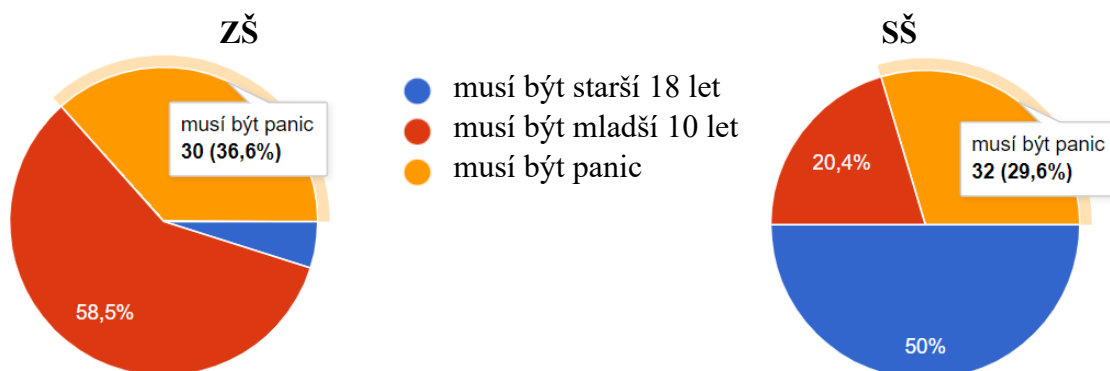 ZŠ
musí být panic
30 (36,6%)
58,5%
musí být starší 18 let
musí být mladší 10 let
musí být panic
SŠ
20,4%
musí být panic
32 (29,6%)
50%